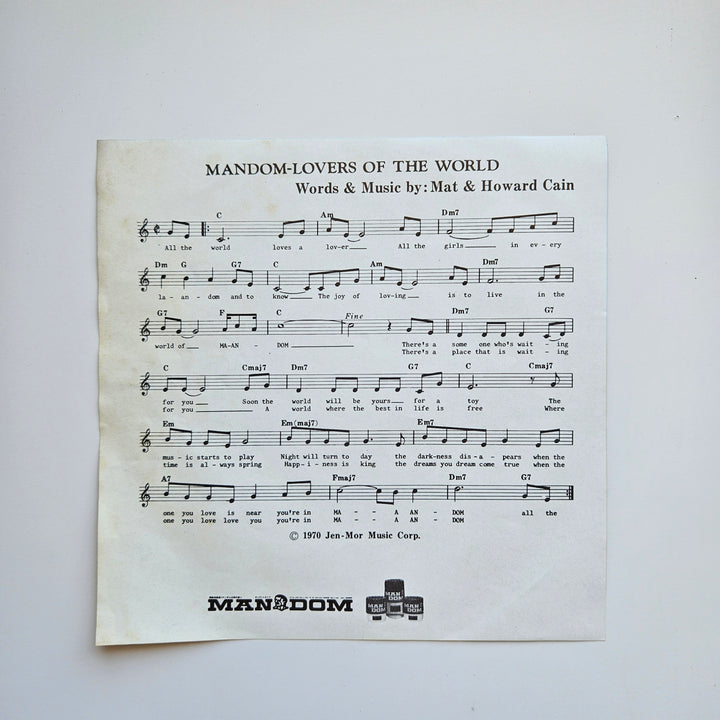 MANDOM-LOVERS OF THE WORLD
Words & Music by: Mat & Howard Cain
C Am Dm7
All the world loves a lov-er All the girls in ev-ery
Dm G G7 C Am Dm7
la-an-dom and to know The joy of lov-ing is to live in the
G7 F C Fine Dm7 G7
world of MA-AN-DOM There's a some one who's wait-ing
There's a place that is wait-ing
C Cmaj7 Dm7 G7 C Cmaj7
for you Soon the world will be yours for a toy The
for you A world where the best in life is free Where
Em Em(maj7) Em7
mus-ic starts to play Night will turn to day the dark-ness dis-a-pears when the
time is al-ways spring Happ-i-ness is king the dreams you dream come true when the
A7 Fmaj7 Dm7 G7
one you love is near you're in MA--A AN-DOM all the
one you love love you you're in MA--A AN-DOM
© 1970 Jen-Mor Music Corp.
MANDOM
MAN DOM
MAN DOM
MAN DOM